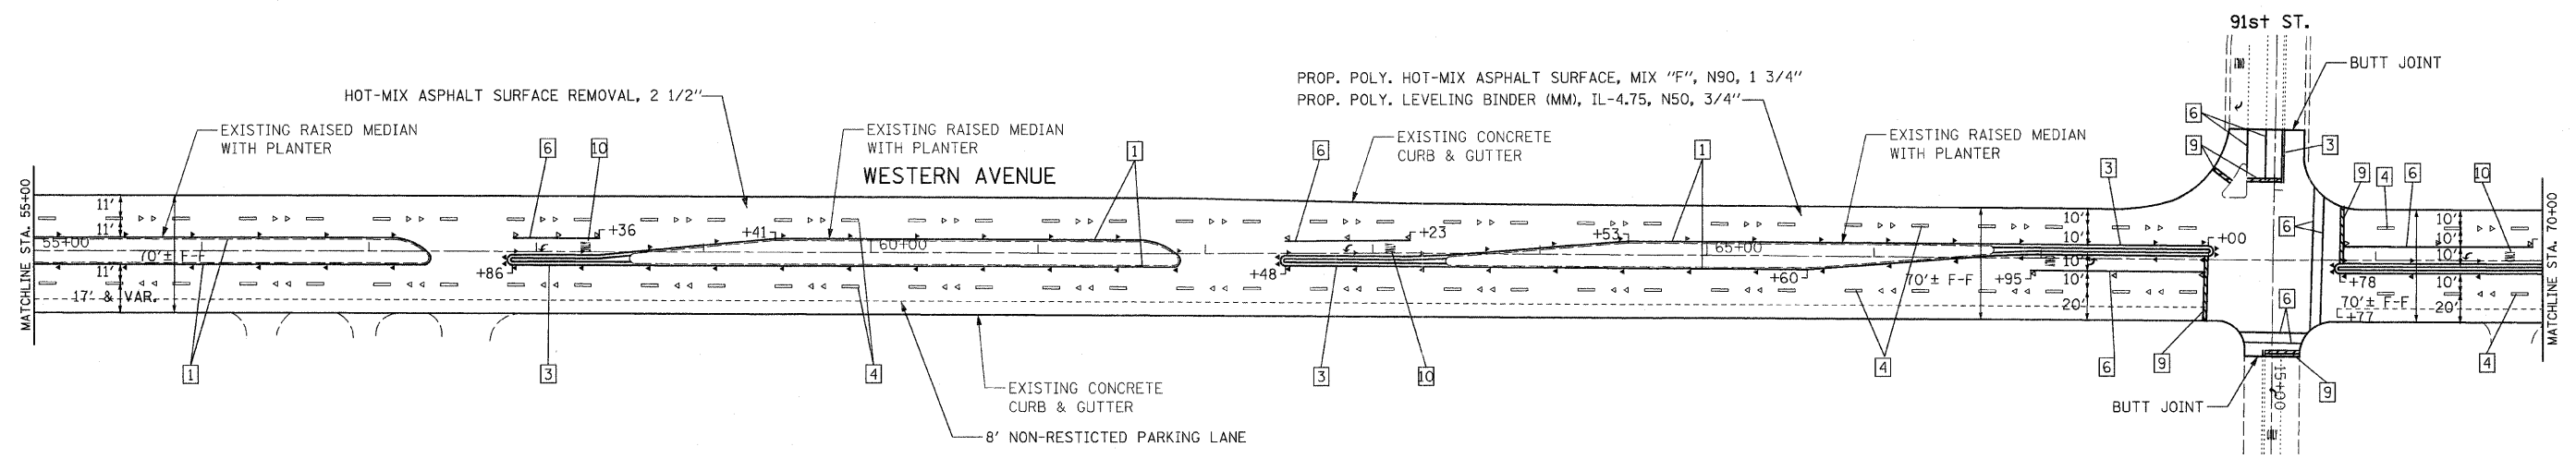 91st ST.
BUTT JOINT
PROP. POLY. HOT-MIX ASPHALT SURFACE, MIX "F", N90, 1 3/4"
PROP. POLY. LEVELING BINDER (MM), IL-4.75, N50, 3/4"
HOT-MIX ASPHALT SURFACE REMOVAL, 2 1/2"
EXISTING RAISED MEDIAN
WITH PLANTER
6
10
EXISTING RAISED MEDIAN
WITH PLANTER
1
6
EXISTING CONCRETE
CURB & GUTTER
1
EXISTING RAISED MEDIAN
WITH PLANTER
3
6
9
3
9
4
6
10
WESTERN AVENUE
MATCHLINE STA. 55+00
MATCHLINE STA. 70+00
11'
11'
55+00
70'± F-F
11'
17' & VAR.
+36
+86
+41
60+00
+23
+48
+53
65+00
+60
70'± F-F
+95
10'
10'
10'
10'
20'
+00
6
6
10'
10'
10'
10'
20'
+78
70'± F-F
+77
1
3
4
3
10
4
6
9
9
4
EXISTING CONCRETE
CURB & GUTTER
8' NON-RESTICTED PARKING LANE
BUTT JOINT
15+00